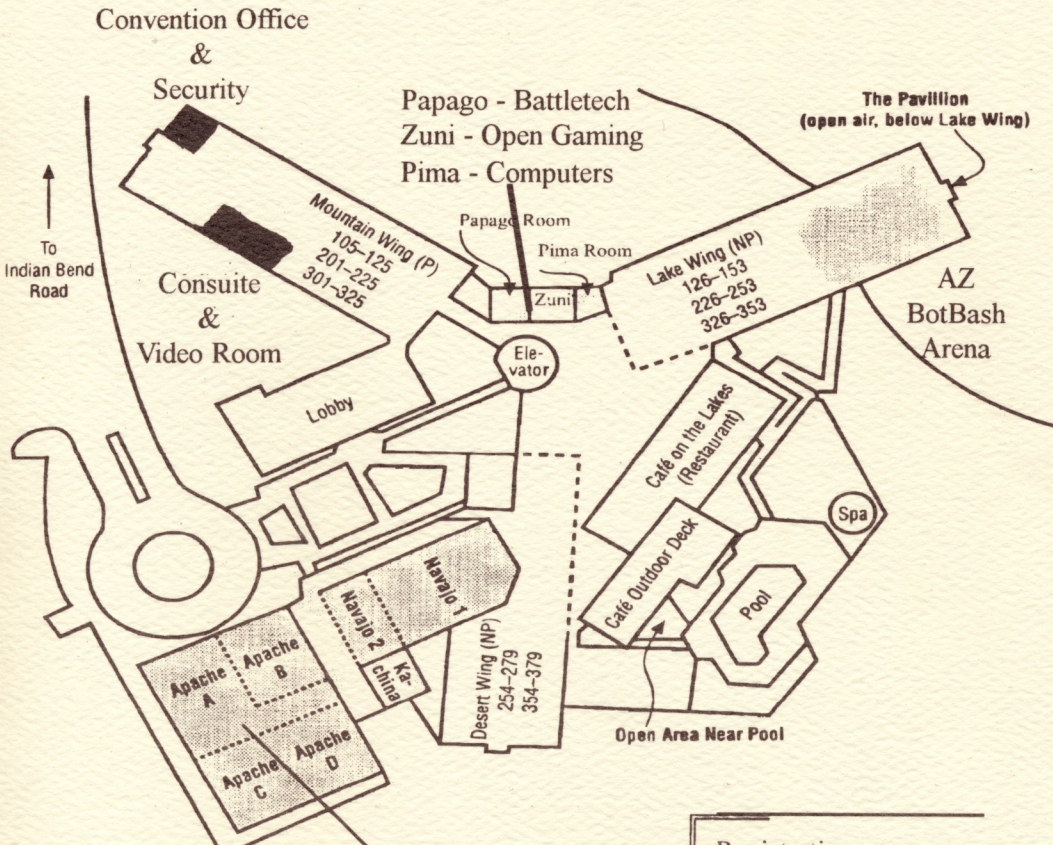 Convention Office
&
Security
Papago - Battletech
Zuni - Open Gaming
Pima - Computers
The Pavillion
(open air, below Lake Wing)
To
Indian Bend
Road
Mountain Wing (P)
105–125
201–225
301–325
Papago Room
Pima Room
Zuni
Lake Wing (NP)
126–153
226–253
326–353
Consuite
&
Video Room
AZ
BotBash
Arena
Ele-
vator
Lobby
Café on the Lakes
(Restaurant)
Spa
Café Outdoor Deck
Pool
Navajo 1
Navajo 2
Ka-
china
Apache
A
Apache
B
Apache
C
Apache
D
Desert Wing (NP)
254–279
354–379
Open Area Near Pool